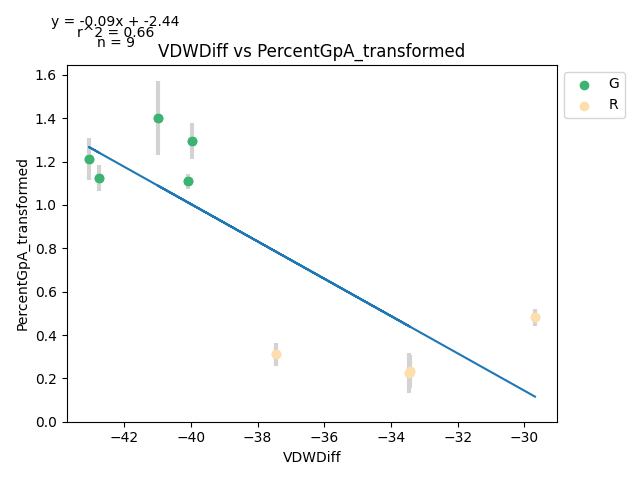 y = -0.09x + -2.44
r^2 = 0.66
n = 9
VDWDiff vs PercentGpA_transformed
G
R
1.6
1.4
1.2
1.0
0.8
0.6
0.4
0.2
0.0
PercentGpA_transformed
−42 −40 −38 −36 −34 −32 −30
VDWDiff